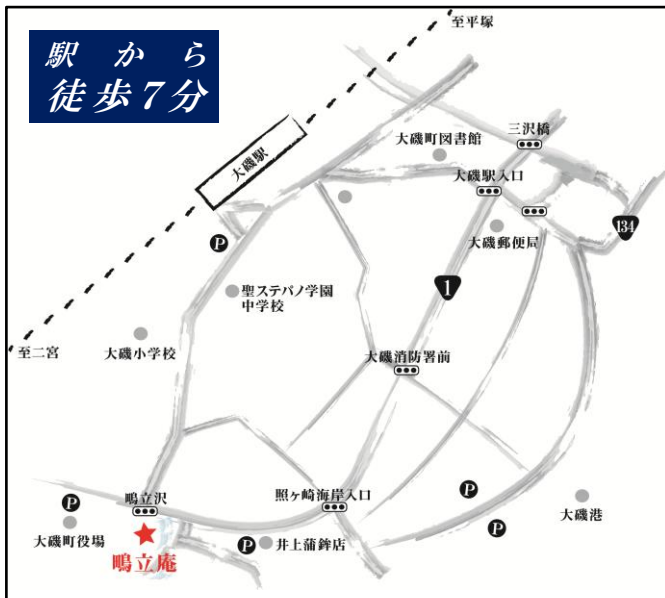 至平塚
駅から
徒歩7分
三沢橋
大磯町図書館
大磯駅
大磯駅入口
大磯郵便局
134
P
聖ステパノ学園
中学校
1
至二宮
大磯小学校
大磯消防署前
P
鴫立沢
照ヶ崎海岸入口
P
大磯町役場
P
井上蒲鉾店
P
大磯港
鴫立庵